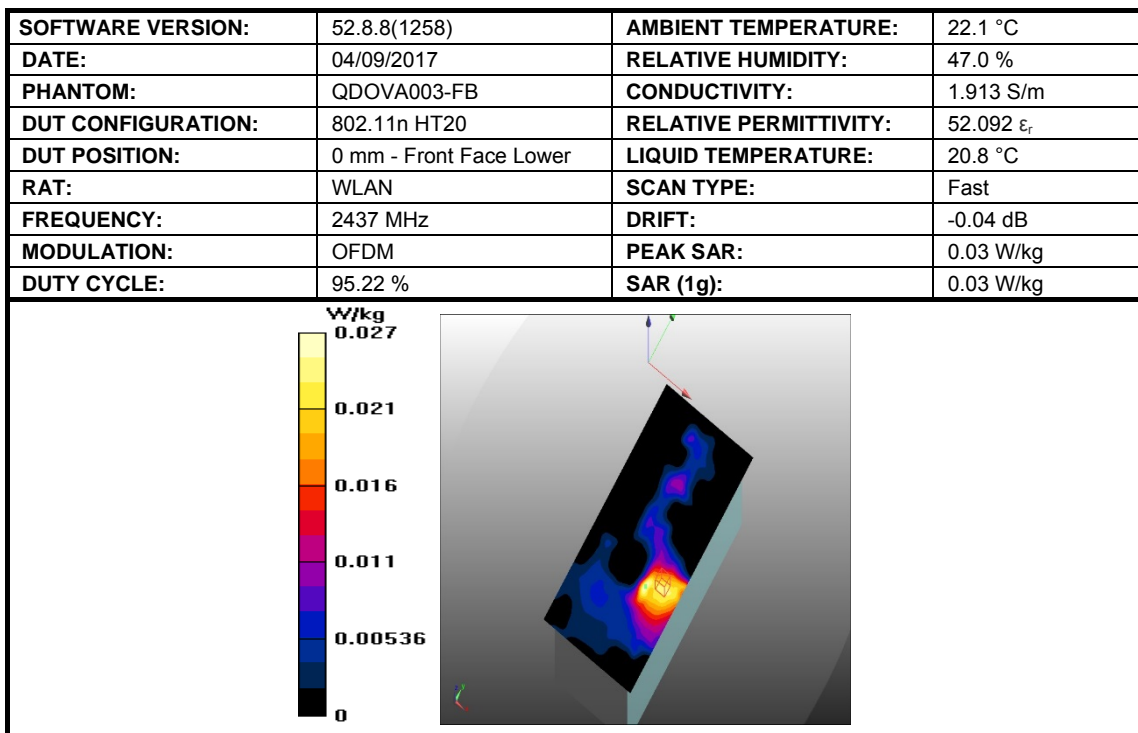 SOFTWARE VERSION: 52.8.8(1258) AMBIENT TEMPERATURE: 22.1 °C
DATE: 04/09/2017 RELATIVE HUMIDITY: 47.0 %
PHANTOM: QDOVA003-FB CONDUCTIVITY: 1.913 S/m
DUT CONFIGURATION: 802.11n HT20 RELATIVE PERMITTIVITY: 52.092 εr
DUT POSITION: 0 mm - Front Face Lower LIQUID TEMPERATURE: 20.8 °C
RAT: WLAN SCAN TYPE: Fast
FREQUENCY: 2437 MHz DRIFT: -0.04 dB
MODULATION: OFDM PEAK SAR: 0.03 W/kg
DUTY CYCLE: 95.22 % SAR (1g): 0.03 W/kg
W/kg
0.027
0.021
0.016
0.011
0.00536
0